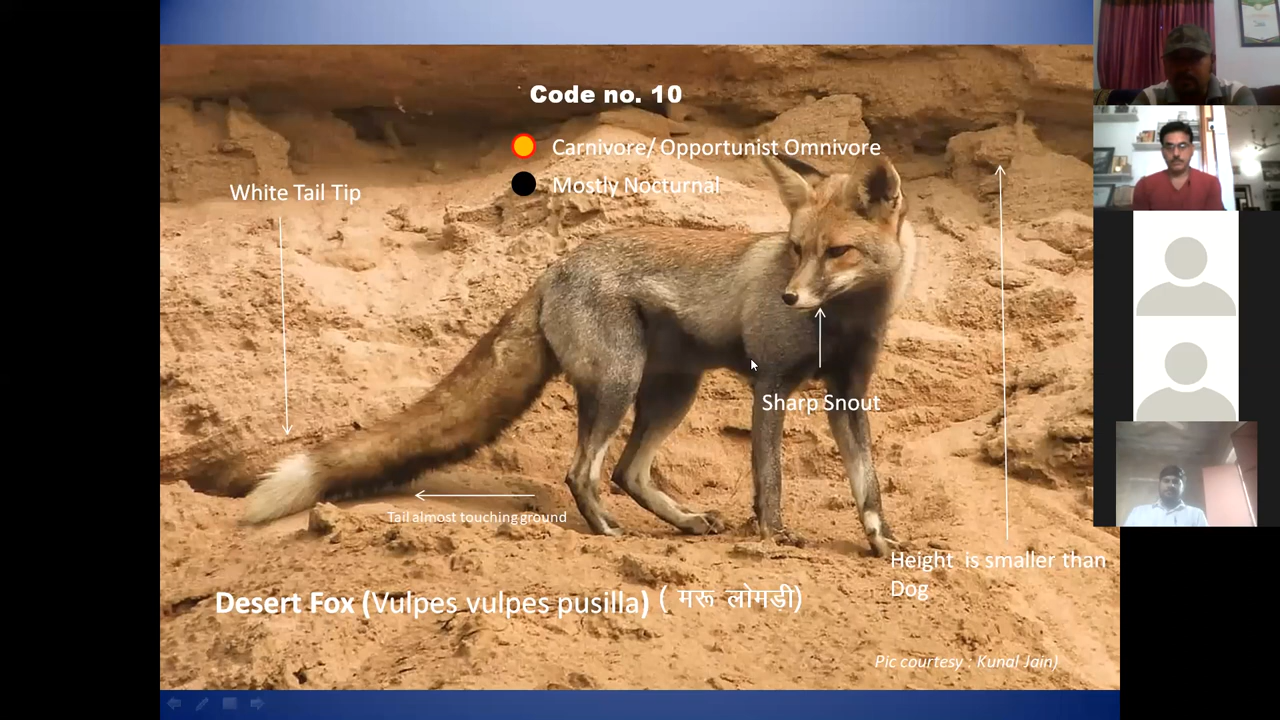 Code no. 10
Carnivore/ Opportunist Omnivore
Mostly Nocturnal
White Tail Tip
Sharp Snout
Tail almost touching ground
Height is smaller than
Dog
Desert Fox (Vulpes vulpes pusilla) ( मरू लोमडी)
Pic courtesy : Kunal Jain)